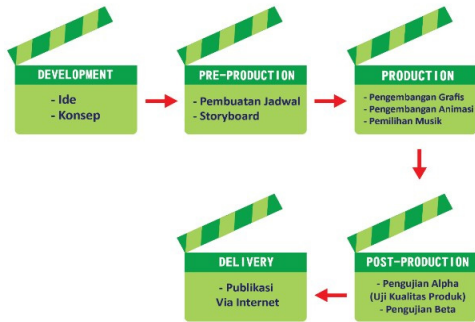 DEVELOPMENT
- Ide
- Konsep
PRE-PRODUCTION
- Pembuatan Jadwal
- Storyboard
PRODUCTION
- Pengembangan Grafis
- Pengembangan Animasi
- Pemilihan Musik
POST-PRODUCTION
- Pengujian Alpha
(Uji Kualitas Produk)
- Pengujian Beta
DELIVERY
- Publikasi
Via Internet